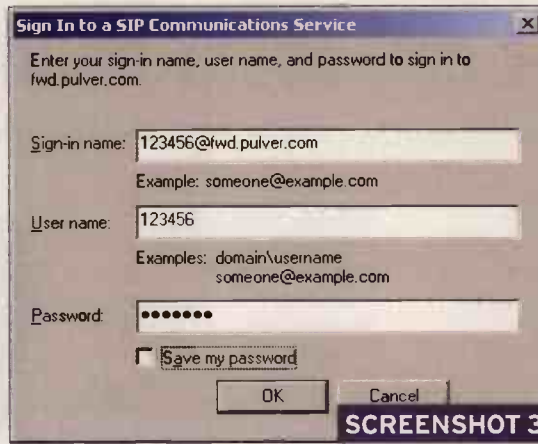 Sign In to a SIP Communications Service
Enter your sign-in name, user name, and password to sign in to
fwd.pulver.com.
Sign-in name: 123456@fwd.pulver.com
Example: someone@example.com
User name: 123456
Examples: domain\username
someone@example.com
Password: •••••••
Save my password
OK Cancel
SCREENSHOT 3